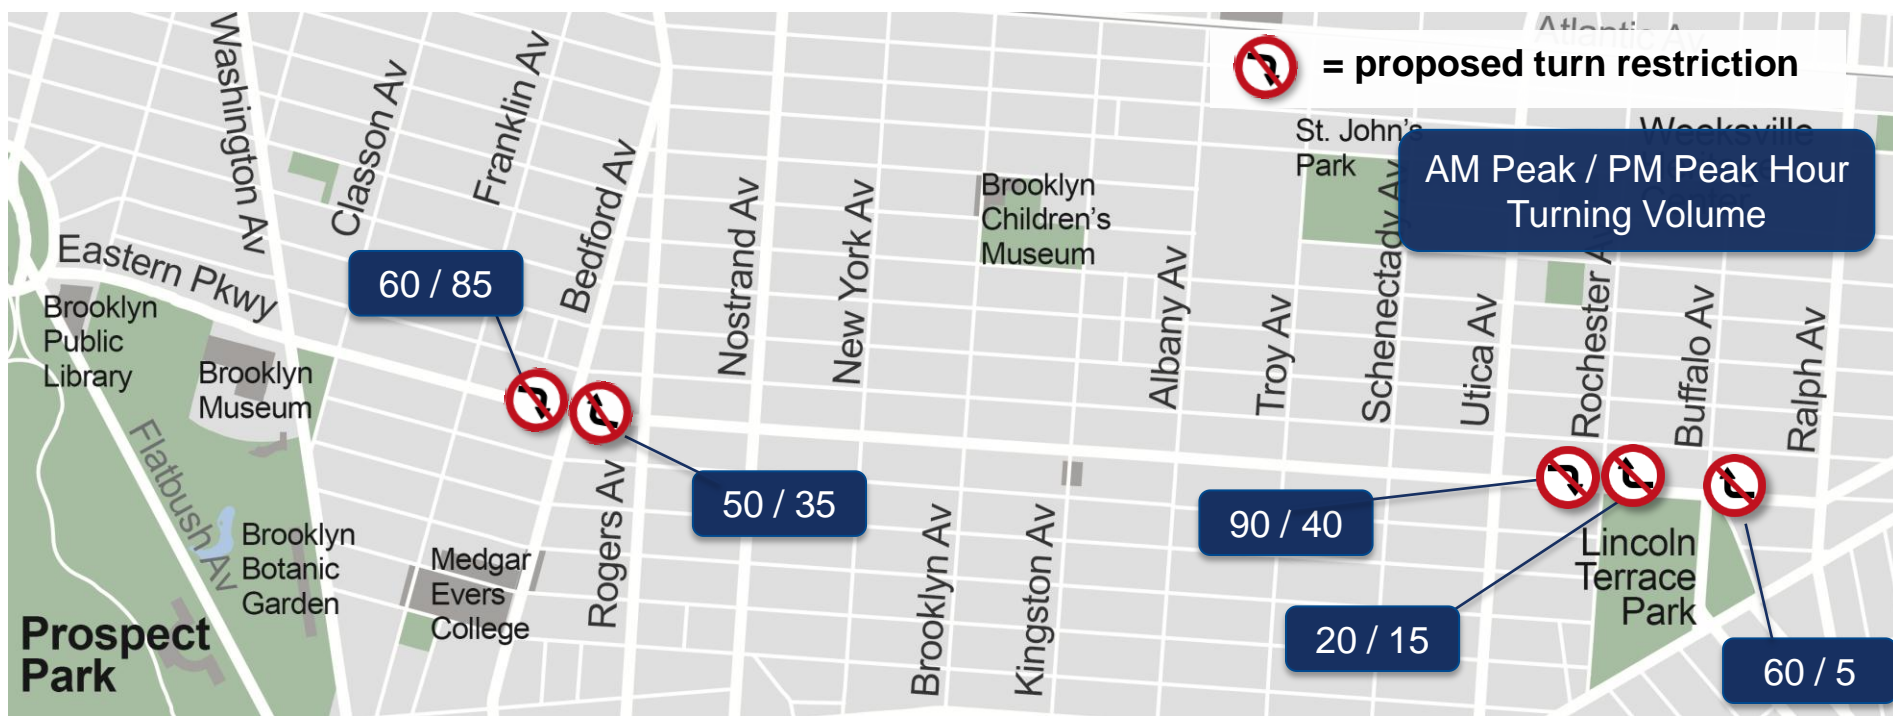 Atlantic Av
= proposed turn restriction
Washington Av
Classon Av
Franklin Av
Bedford Av
St. John's
Park
Weeksville
AM Peak / PM Peak Hour
Turning Volume
Brooklyn
Children's
Museum
Nostrand Av
New York Av
Albany Av
Troy Av
Schenectady Av
Utica Av
Rochester Av
Buffalo Av
Ralph Av
Eastern Pkwy
60 / 85
Brooklyn
Public
Library
Brooklyn
Museum
Flatbush Av
50 / 35
90 / 40
Rogers Av
Brooklyn Av
Kingston Av
Brooklyn
Botanic
Garden
Medgar
Evers
College
Lincoln
Terrace
Park
Prospect
Park
20 / 15
60 / 5